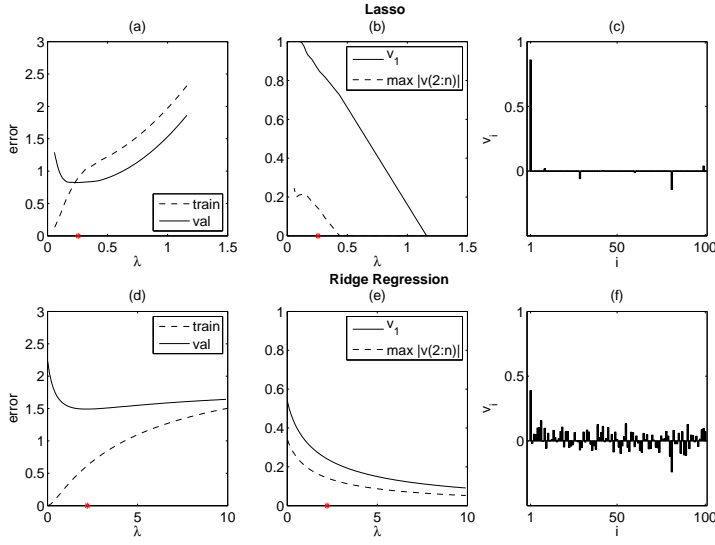 Lasso
(a)
3
2.5
2
1.5
1
0.5
0
error
0 0.5 1 1.5
λ
train
val
(b)
1
0.8
0.6
0.4
0.2
0
0 0.5 1 1.5
λ
v1
max |v(2:n)|
(c)
1
0.5
0
vi
1 50 100
i
Ridge Regression
(d)
3
2.5
2
1.5
1
0.5
0
error
0 5 10
λ
train
val
(e)
1
0.8
0.6
0.4
0.2
0
0 5 10
λ
v1
max |v(2:n)|
(f)
1
0.5
0
vi
1 50 100
i